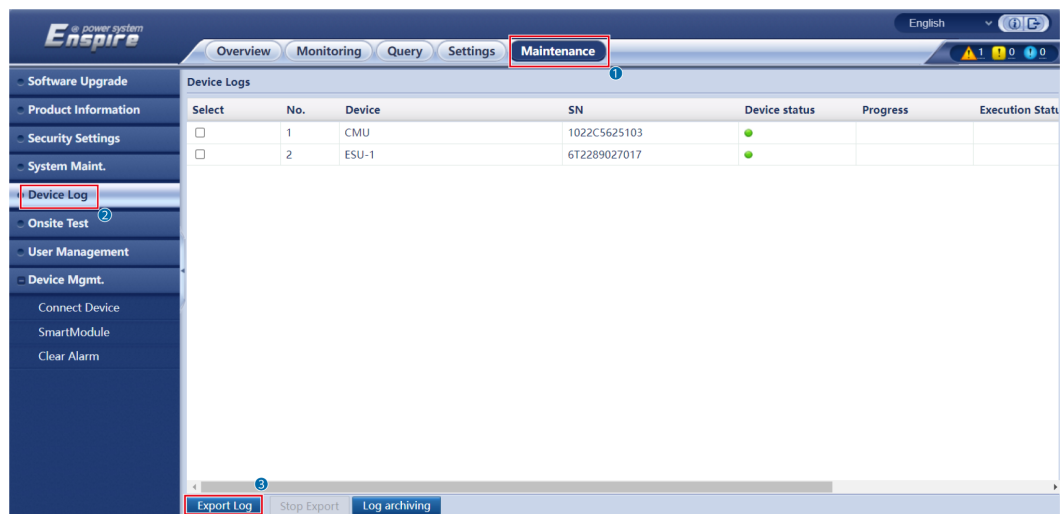 English
Enspire
e power system
Overview Monitoring Query Settings Maintenance
1 0 0
1
Software Upgrade
Product Information
Security Settings
System Maint.
Device Log
2
Onsite Test
User Management
Device Mgmt.
Connect Device
SmartModule
Clear Alarm
Device Logs
Select No. Device SN Device status Progress Execution Statu
1 CMU 1022C5625103
2 ESU-1 6T2289027017
3
Export Log Stop Export Log archiving